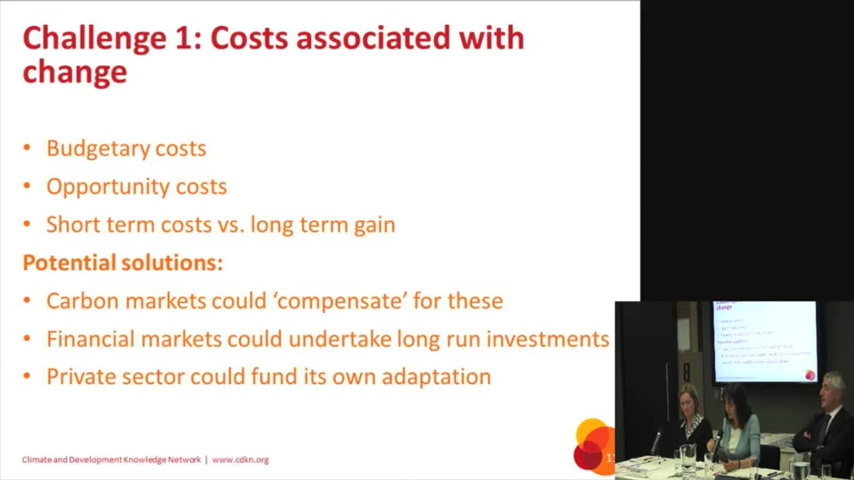 Challenge 1: Costs associated with
change
• Budgetary costs
• Opportunity costs
• Short term costs vs. long term gain
Potential solutions:
• Carbon markets could ‘compensate’ for these
• Financial markets could undertake long run investments
• Private sector could fund its own adaptation
Climate and Development Knowledge Network | www.cdkn.org
change
8